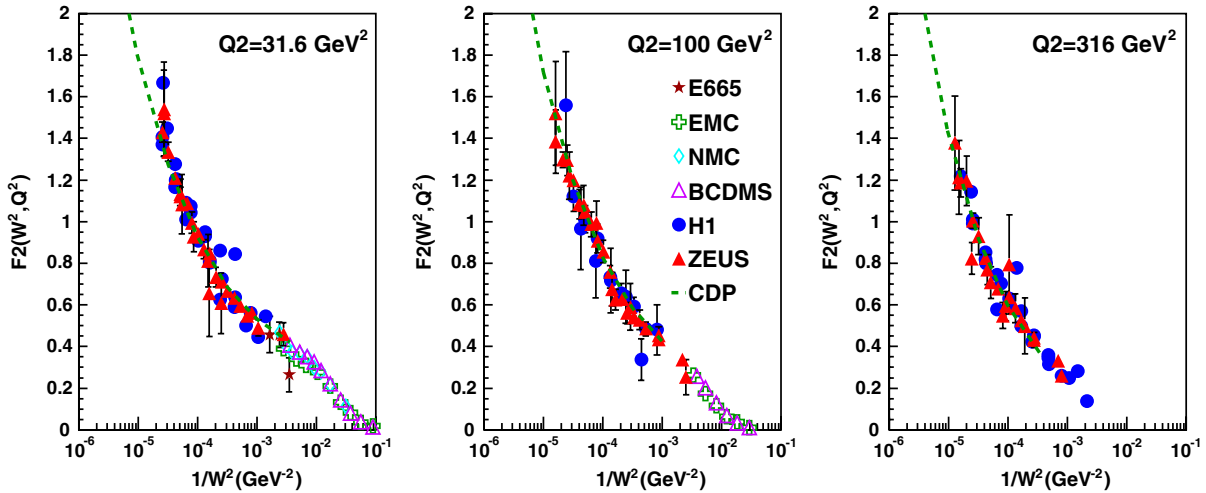 F2(W²,Q²)
2
1.8
1.6
1.4
1.2
1
0.8
0.6
0.4
0.2
0
Q2=31.6 GeV²
10⁻⁶ 10⁻⁵ 10⁻⁴ 10⁻³ 10⁻² 10⁻¹
1/W²(GeV⁻²)
F2(W²,Q²)
2
1.8
1.6
1.4
1.2
1
0.8
0.6
0.4
0.2
0
Q2=100 GeV²
E665
EMC
NMC
BCDMS
H1
ZEUS
CDP
10⁻⁶ 10⁻⁵ 10⁻⁴ 10⁻³ 10⁻² 10⁻¹
1/W²(GeV⁻²)
F2(W²,Q²)
2
1.8
1.6
1.4
1.2
1
0.8
0.6
0.4
0.2
0
Q2=316 GeV²
10⁻⁶ 10⁻⁵ 10⁻⁴ 10⁻³ 10⁻² 10⁻¹
1/W²(GeV⁻²)